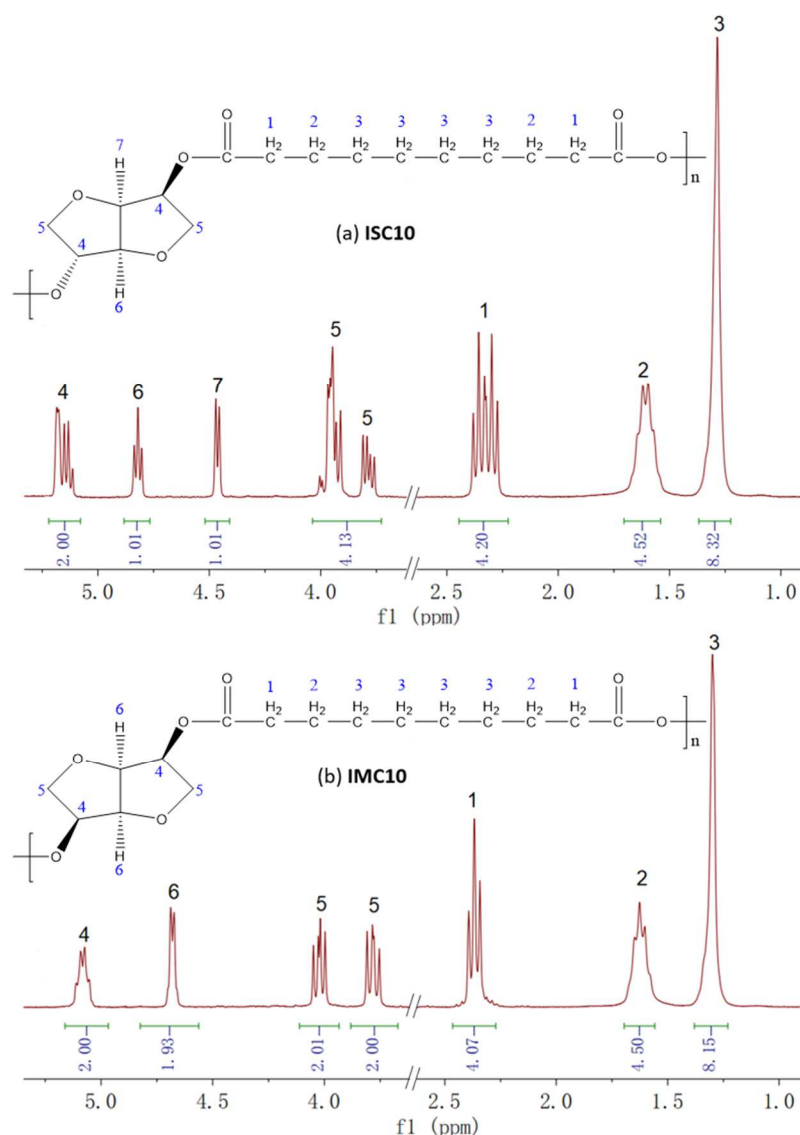 3
O
O
1 2 3 3 3 3 2 1
7
H
O C C C C C C C C C C O
H2 H2 H2 H2 H2 H2 H2 H2
n
O
4
5
5
4
O
(a) ISC10
O
H
6
4
6
7
5
5
1
2
2.00 1.01 1.01 4.13 4.20 4.52 8.32
5.0 4.5 4.0 2.5 2.0 1.5 1.0
f1 (ppm)
3
O
O
1 2 3 3 3 3 2 1
6
H
O C C C C C C C C C C O
H2 H2 H2 H2 H2 H2 H2 H2
n
O
4
5
5
4
O
(b) IMC10
O
H
6
4
6
5
5
1
2
2.00 1.93 2.01 2.00 4.07 4.50 8.15
5.0 4.5 4.0 2.5 2.0 1.5 1.0
f1 (ppm)